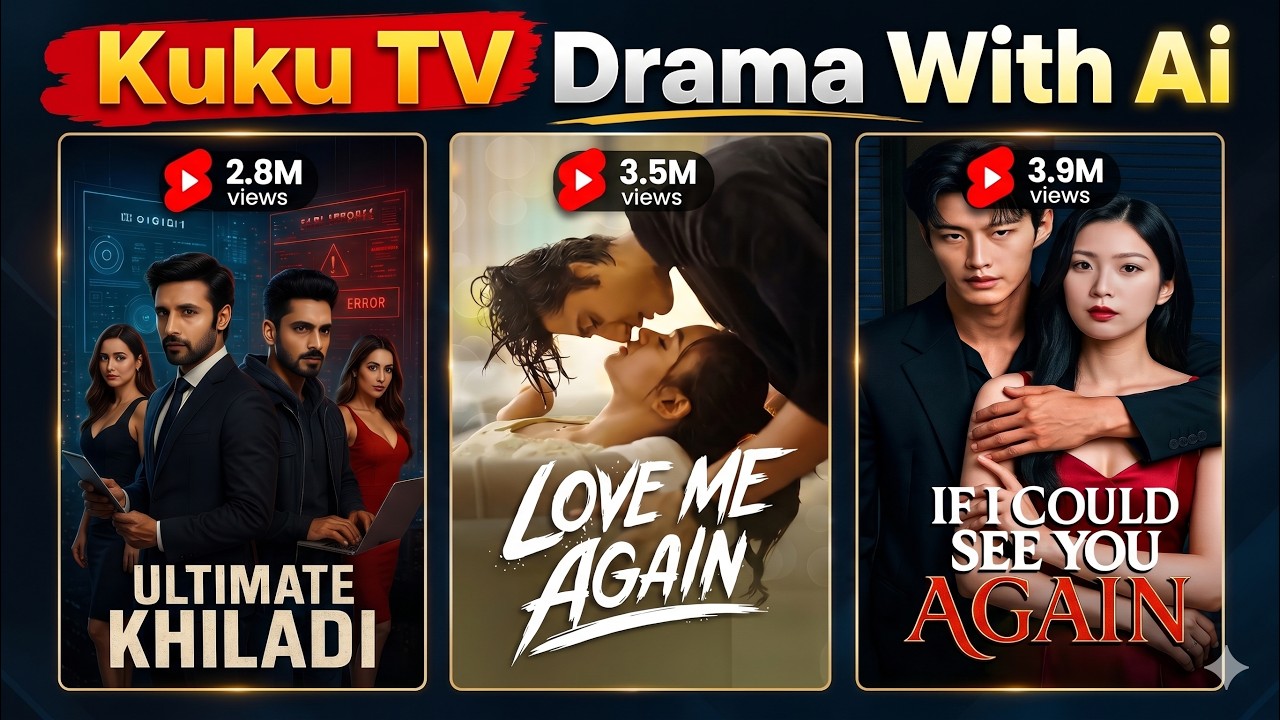 Kuku TV Drama With Ai
2.8M
views
3.5M
views
3.9M
views
ERROR
ULTIMATE
KHILADI
LOVE ME
AGAIN
IF I COULD
SEE YOU
AGAIN